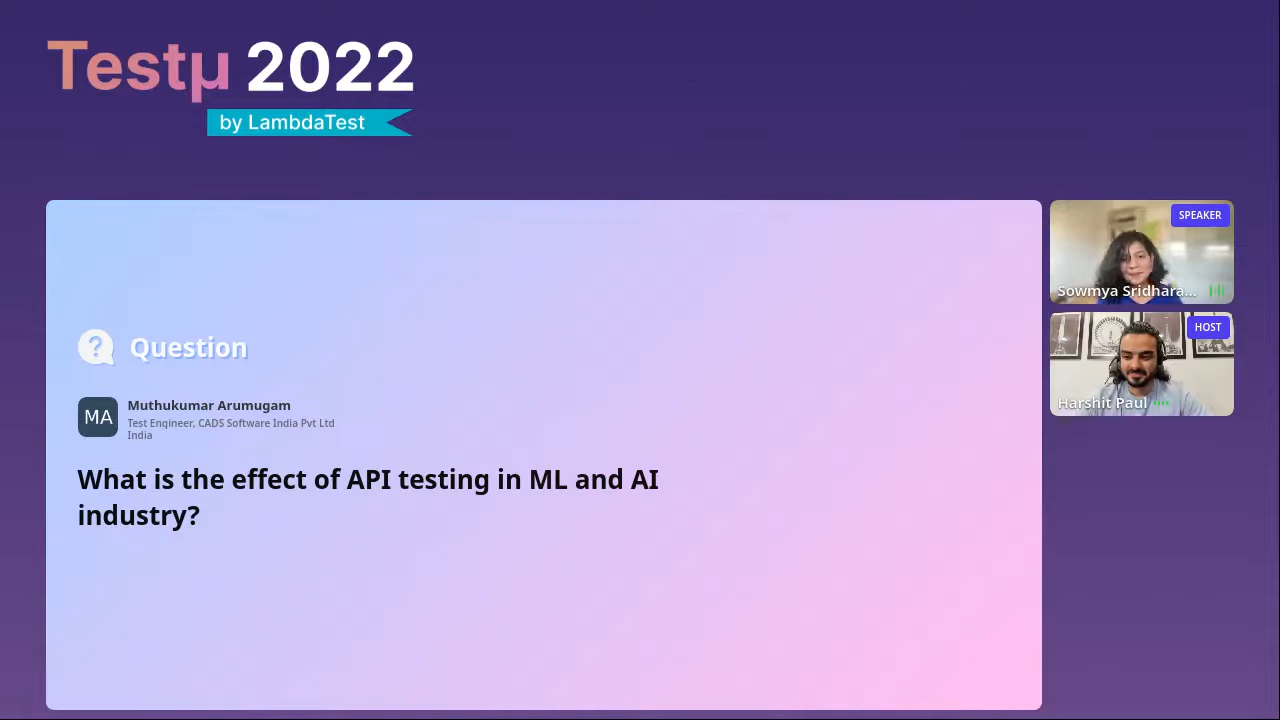 Testμ 2022
by LambdaTest
SPEAKER
Sowmya Sridhara...
HOST
Harshit Paul
? Question
MA
Muthukumar Arumugam
Test Engineer, CADS Software India Pvt Ltd
India
What is the effect of API testing in ML and AI
industry?